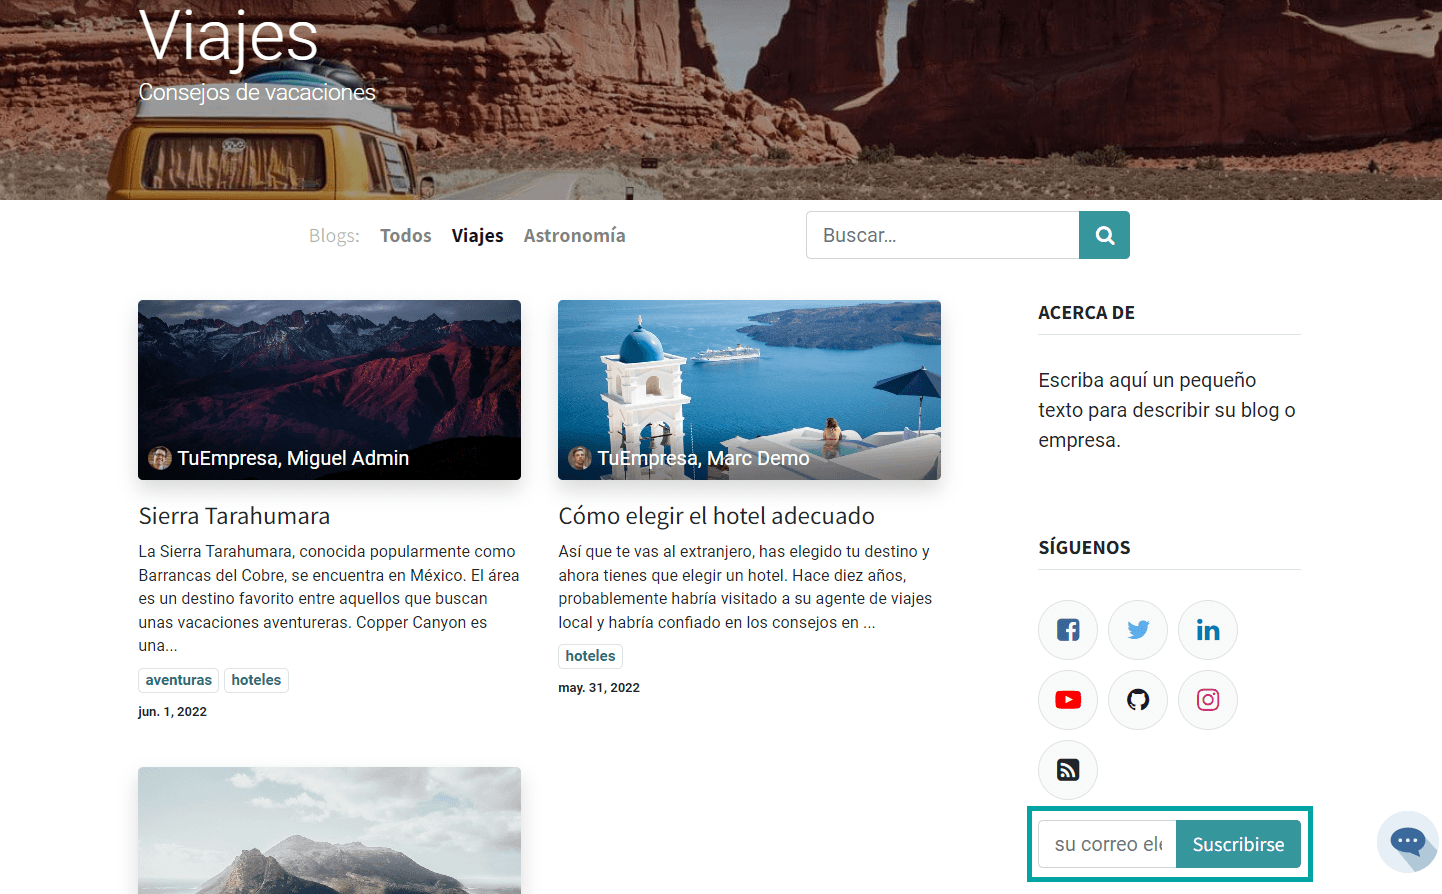 Viajes
Consejos de vacaciones
Blogs: Todos Viajes Astronomía
Buscar...
TuEmpresa, Miguel Admin
Sierra Tarahumara
La Sierra Tarahumara, conocida popularmente como
Barrancas del Cobre, se encuentra en México. El área
es un destino favorito entre aquellos que buscan
unas vacaciones aventureras. Copper Canyon es
una...
aventuras hoteles
jun. 1, 2022
TuEmpresa, Marc Demo
Cómo elegir el hotel adecuado
Así que te vas al extranjero, has elegido tu destino y
ahora tienes que elegir un hotel. Hace diez años,
probablemente habría visitado a su agente de viajes
local y habría confiado en los consejos en ...
hoteles
may. 31, 2022
ACERCA DE
Escriba aquí un pequeño
texto para describir su blog o
empresa.
SÍGUENOS
su correo ele
Suscribirse